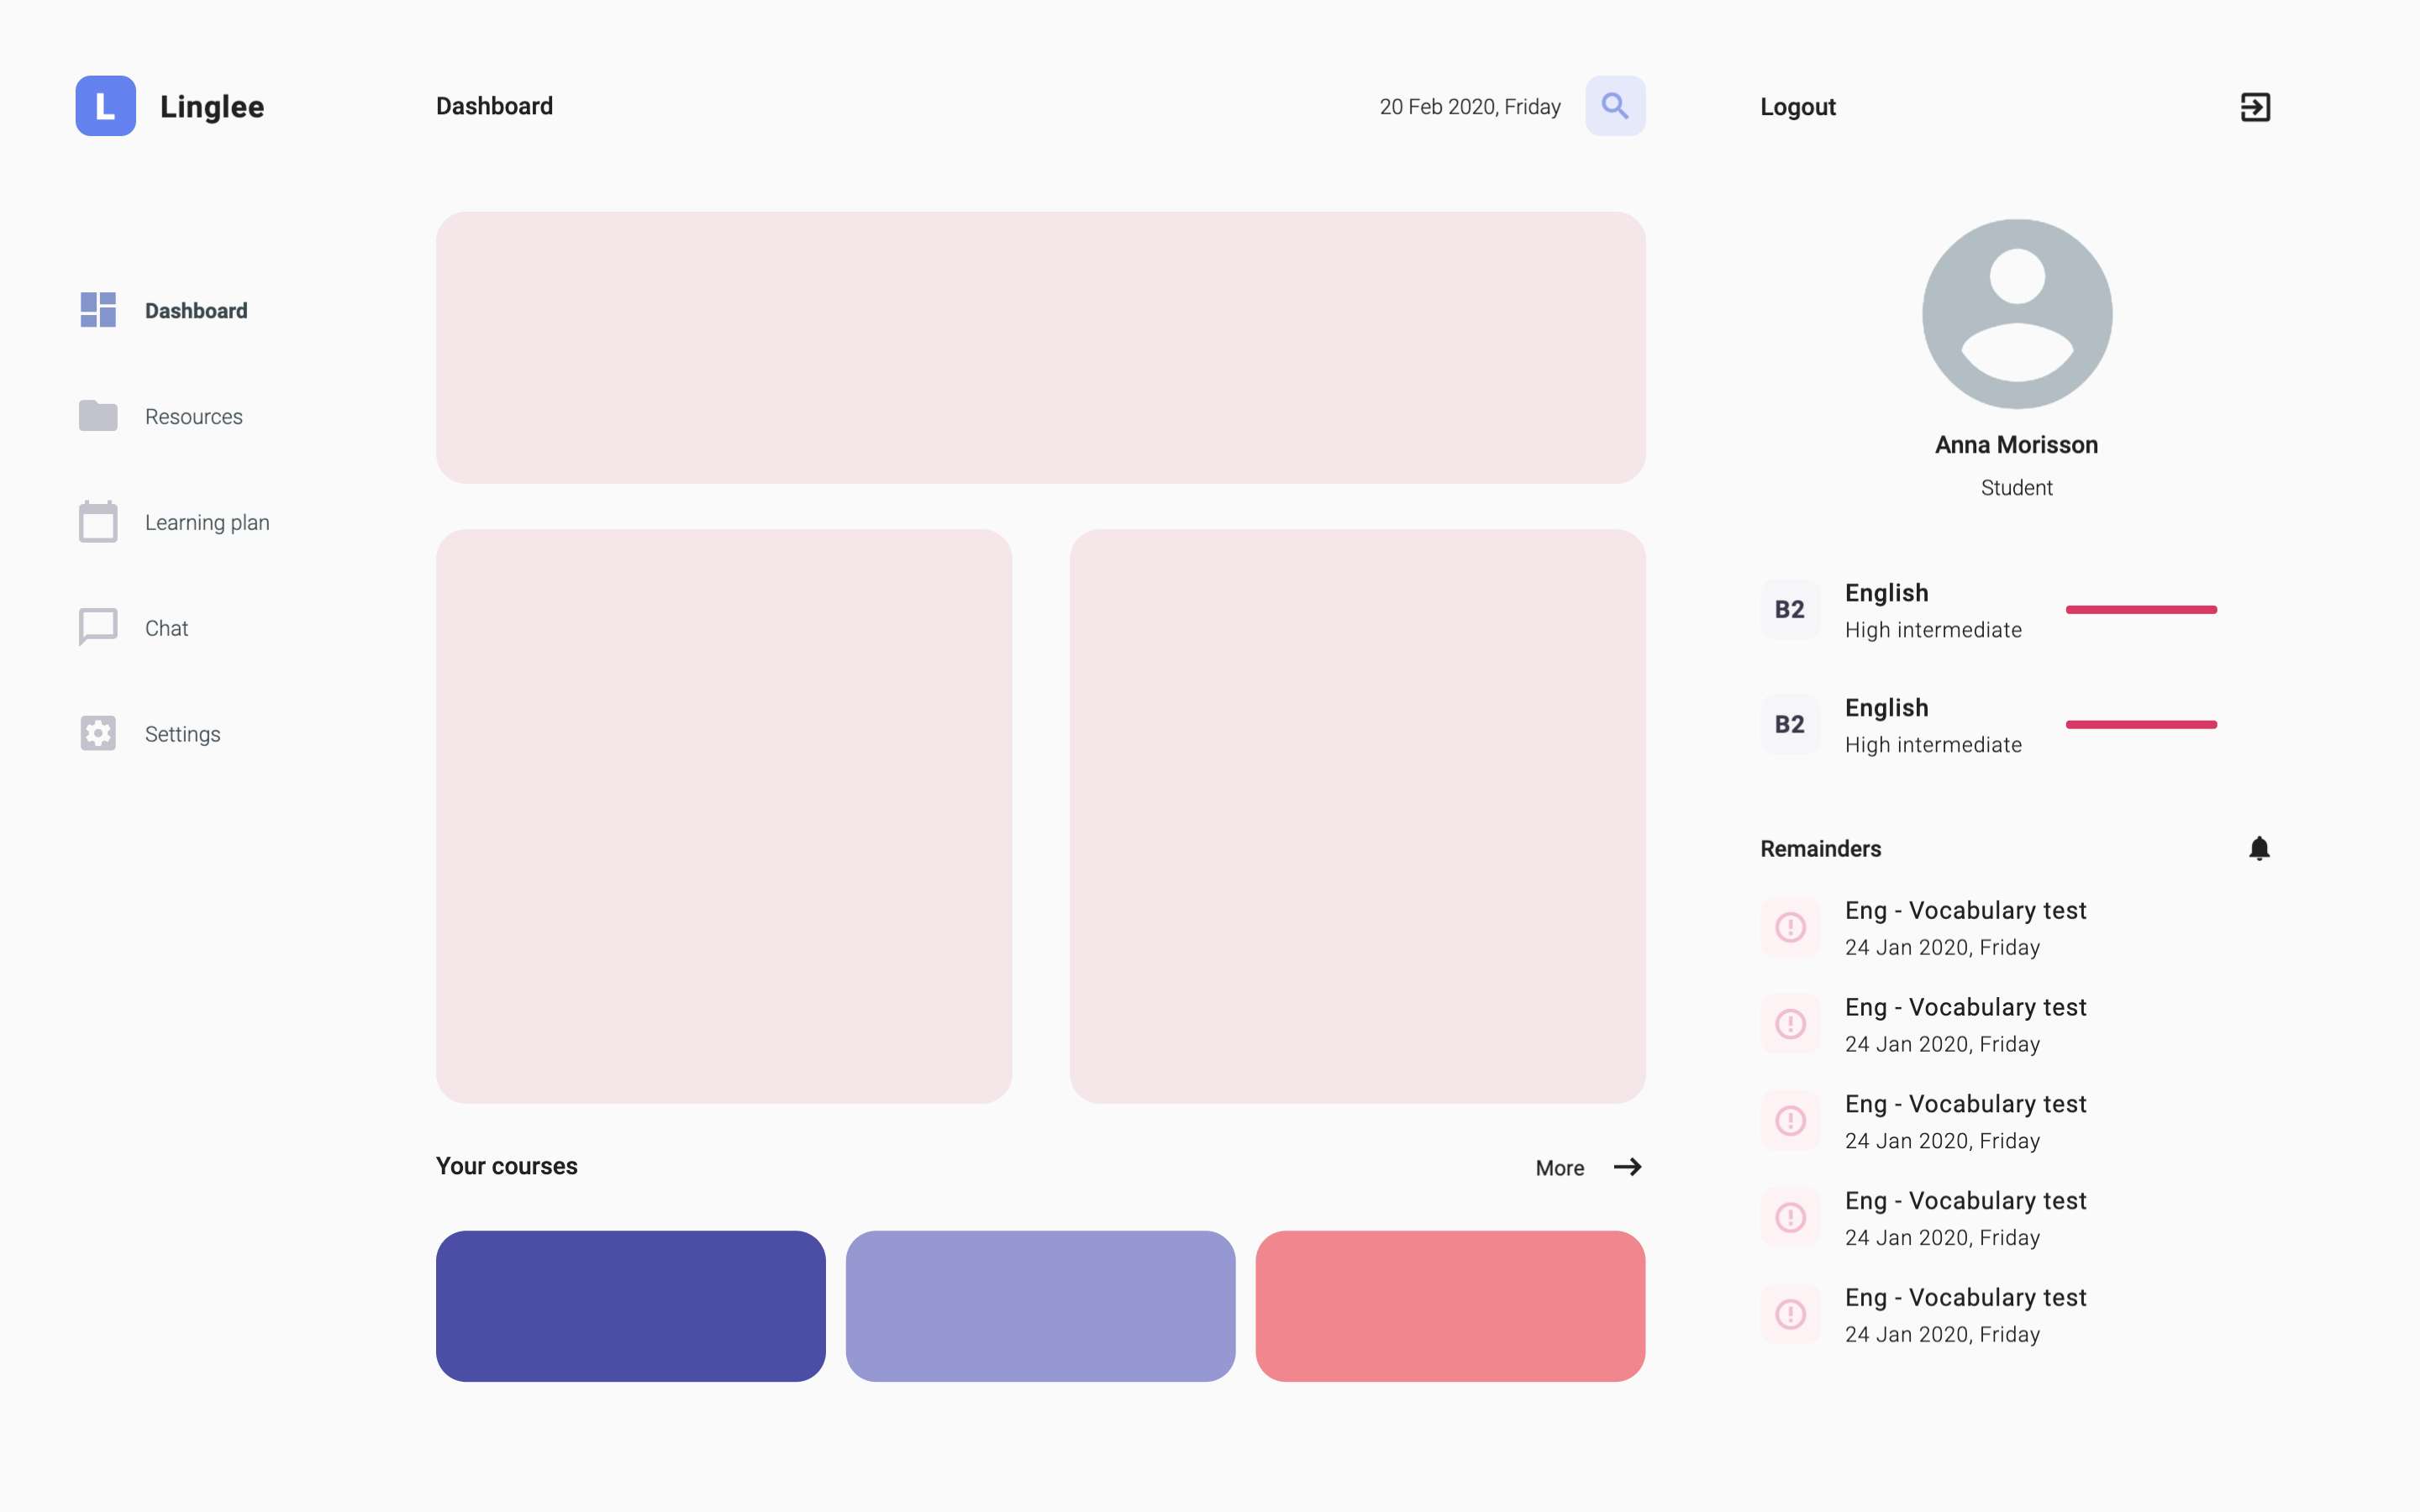 L Linglee
Dashboard
Resources
Learning plan
Chat
Settings
Dashboard
20 Feb 2020, Friday
Your courses
More
Logout
Anna Morisson
Student
B2
English
High intermediate
B2
English
High intermediate
Remainders
Eng - Vocabulary test
24 Jan 2020, Friday
Eng - Vocabulary test
24 Jan 2020, Friday
Eng - Vocabulary test
24 Jan 2020, Friday
Eng - Vocabulary test
24 Jan 2020, Friday
Eng - Vocabulary test
24 Jan 2020, Friday